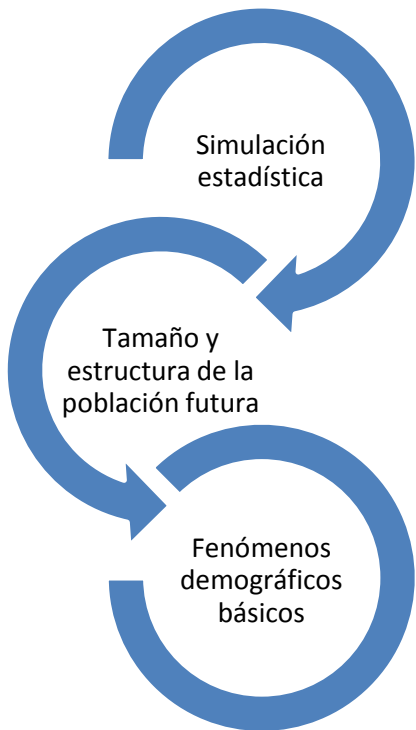 Simulación
estadística
Tamaño y
estructura de la
población futura
Fenómenos
demográficos
básicos